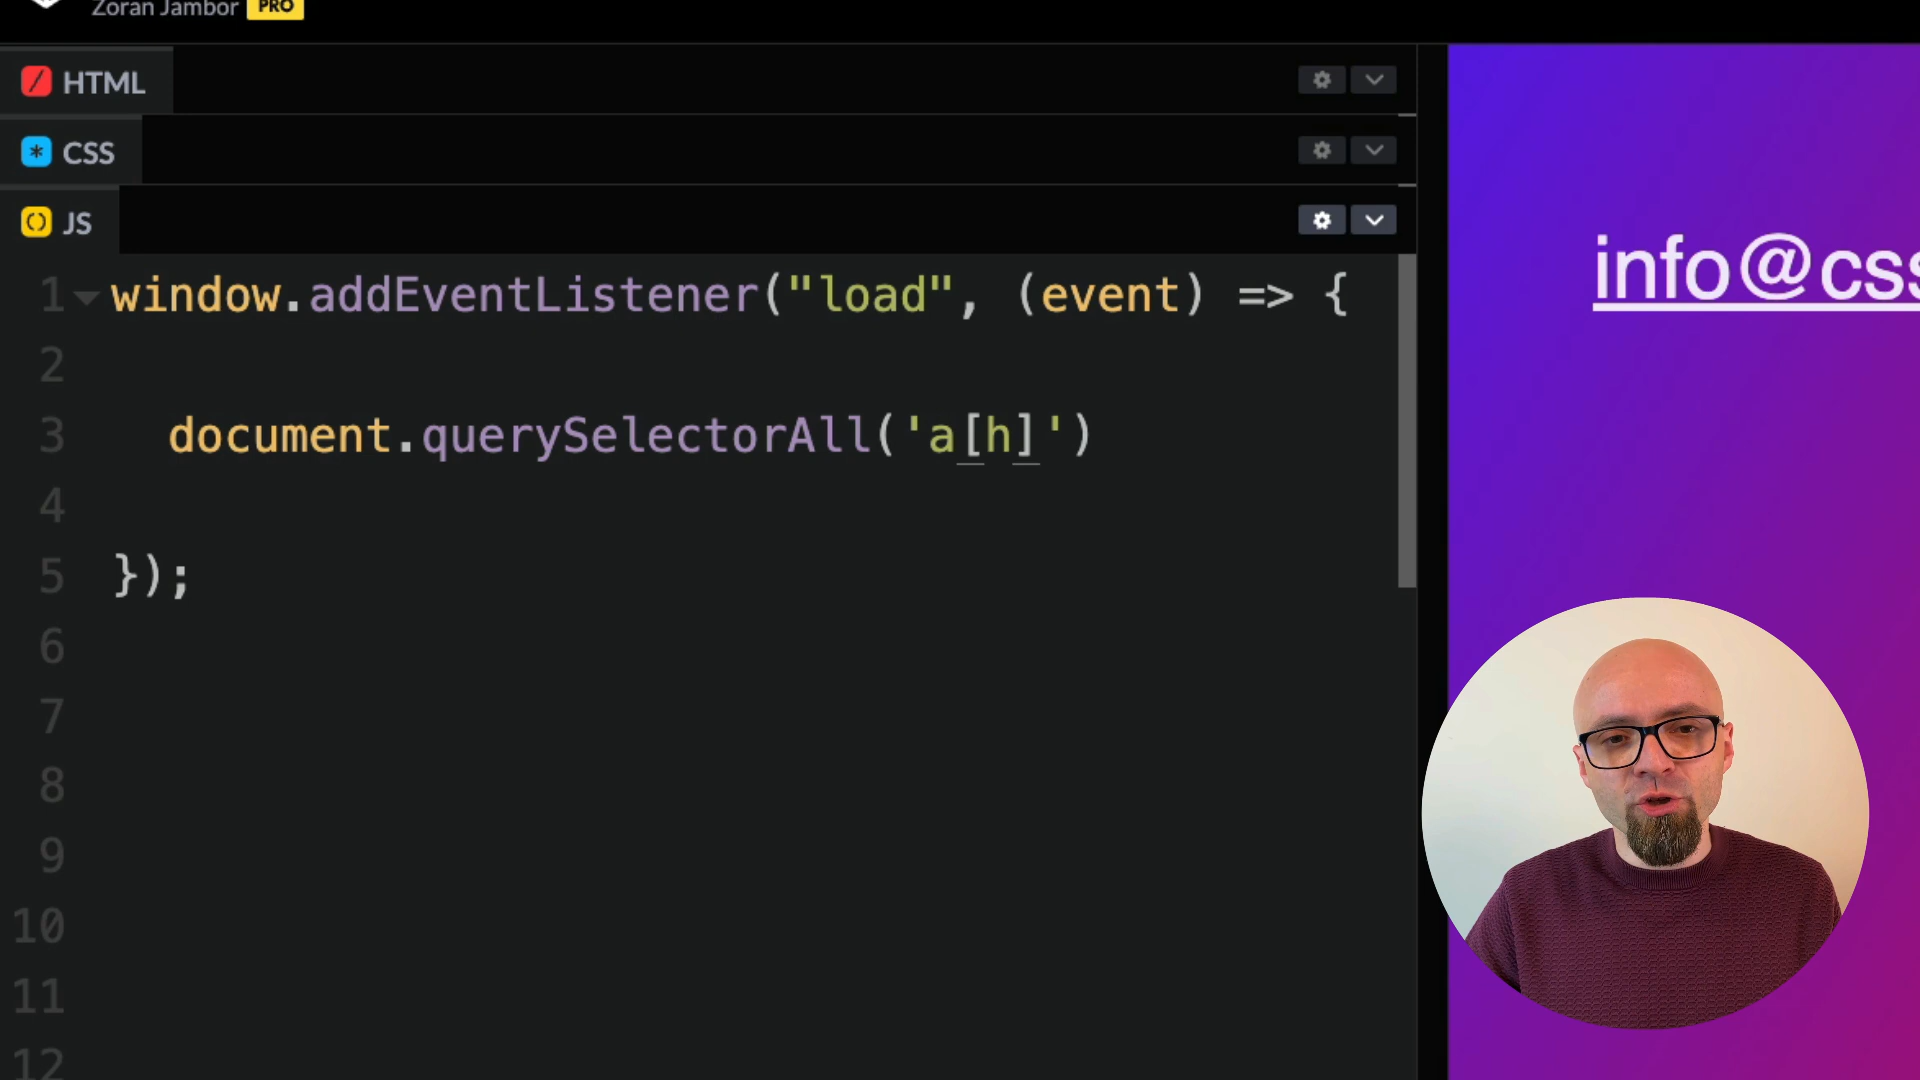 Zoran Jambor PRO
HTML
CSS
JS
1 window.addEventListener("load", (event) => {
2
3 document.querySelectorAll('a[h]')
4
5 });
6
7
8
9
10
11
12
info@css